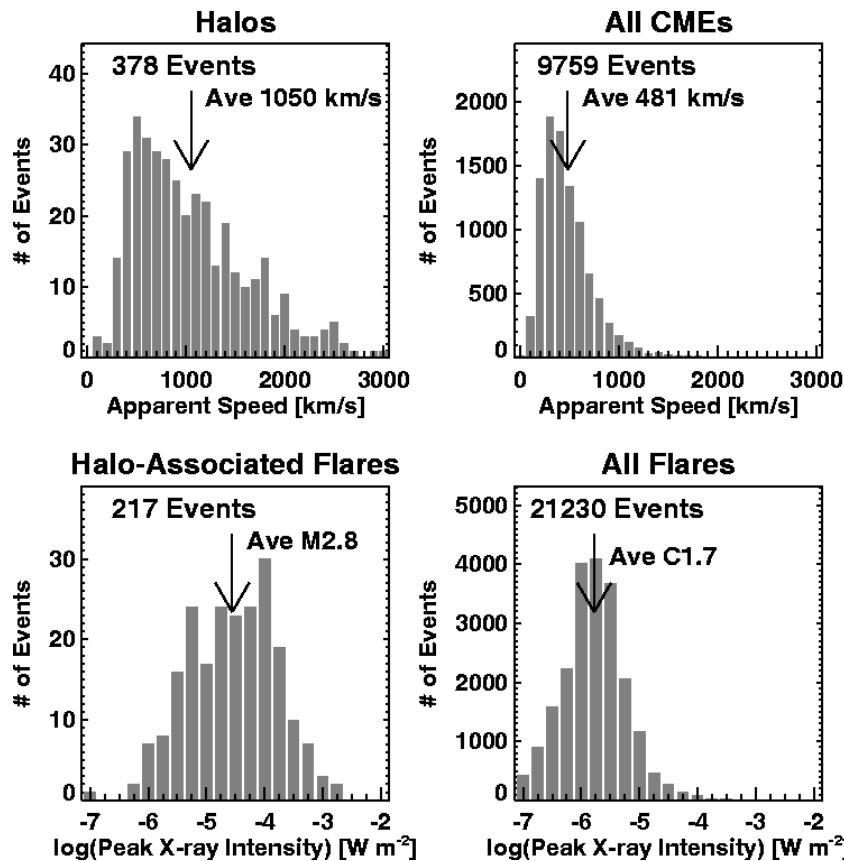 Halos
378 Events
Ave 1050 km/s
# of Events
40
30
20
10
0
0 1000 2000 3000
Apparent Speed [km/s]
All CMEs
9759 Events
Ave 481 km/s
# of Events
2000
1500
1000
500
0
0 1000 2000 3000
Apparent Speed [km/s]
Halo-Associated Flares
217 Events
Ave M2.8
# of Events
30
20
10
0
-7 -6 -5 -4 -3 -2
log(Peak X-ray Intensity) [W m⁻²]
All Flares
21230 Events
Ave C1.7
# of Events
5000
4000
3000
2000
1000
0
-7 -6 -5 -4 -3 -2
log(Peak X-ray Intensity) [W m⁻²]